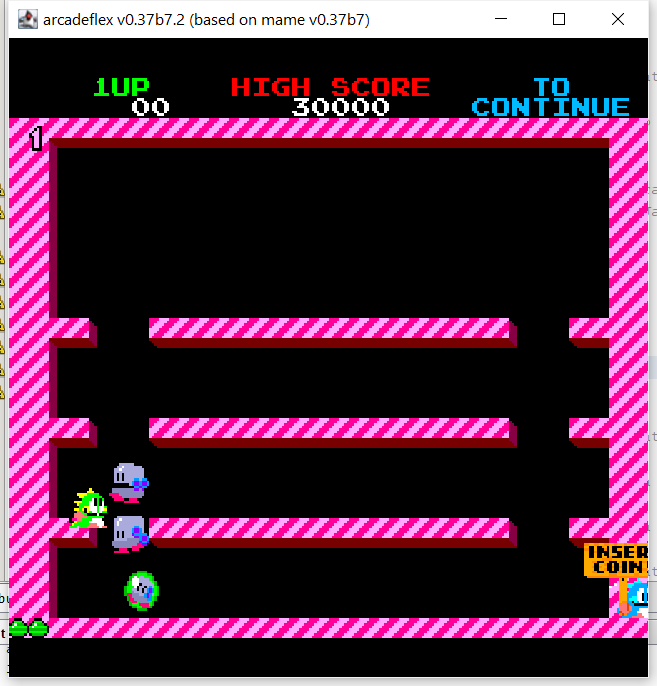 arcadeflex v0.37b7.2 (based on mame v0.37b7)
1UP HIGH SCORE TO
00 30000 CONTINUE
1
INSER
COIN